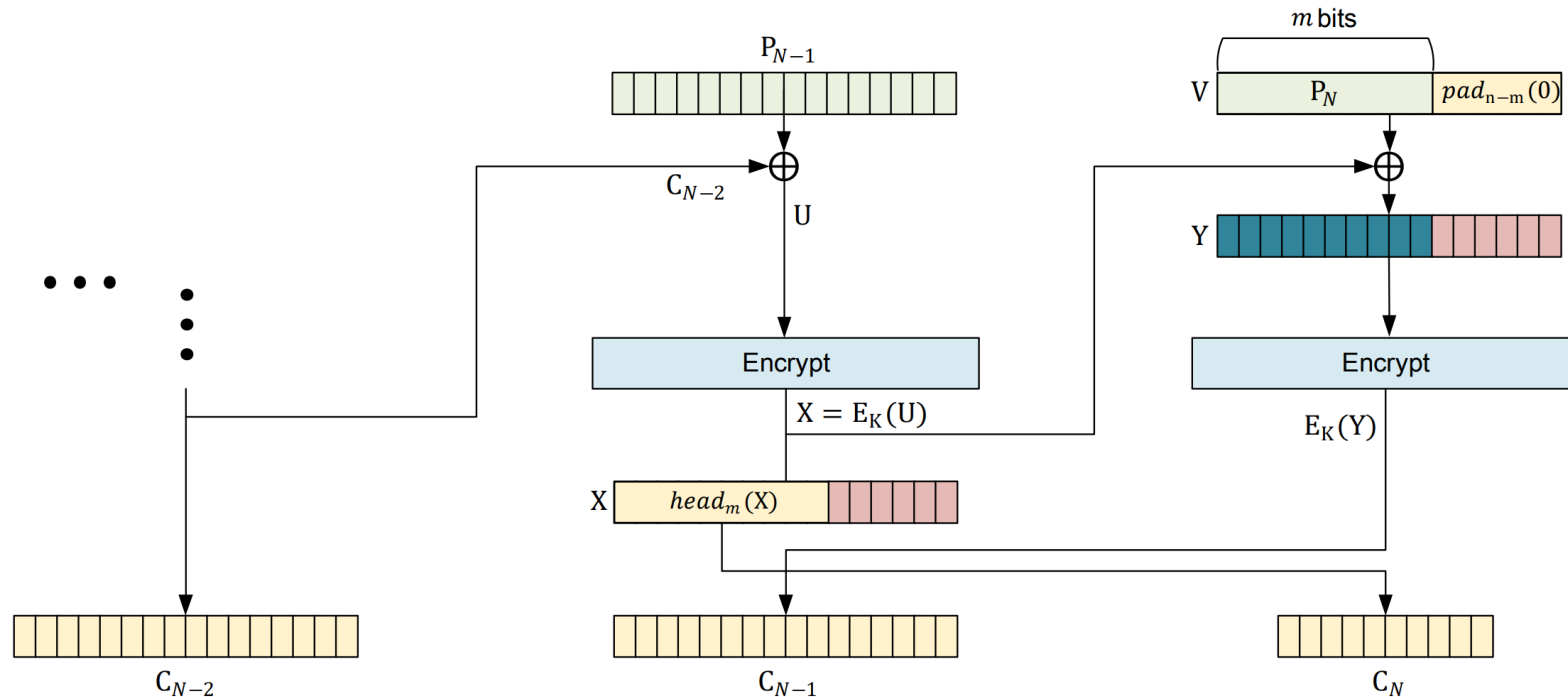 m bits
P_{N−1}
V
P_N
pad_{n−m}(0)
C_{N−2}
U
Y
Encrypt
Encrypt
X = E_K(U)
E_K(Y)
X
head_m(X)
C_{N−2}
C_{N−1}
C_N